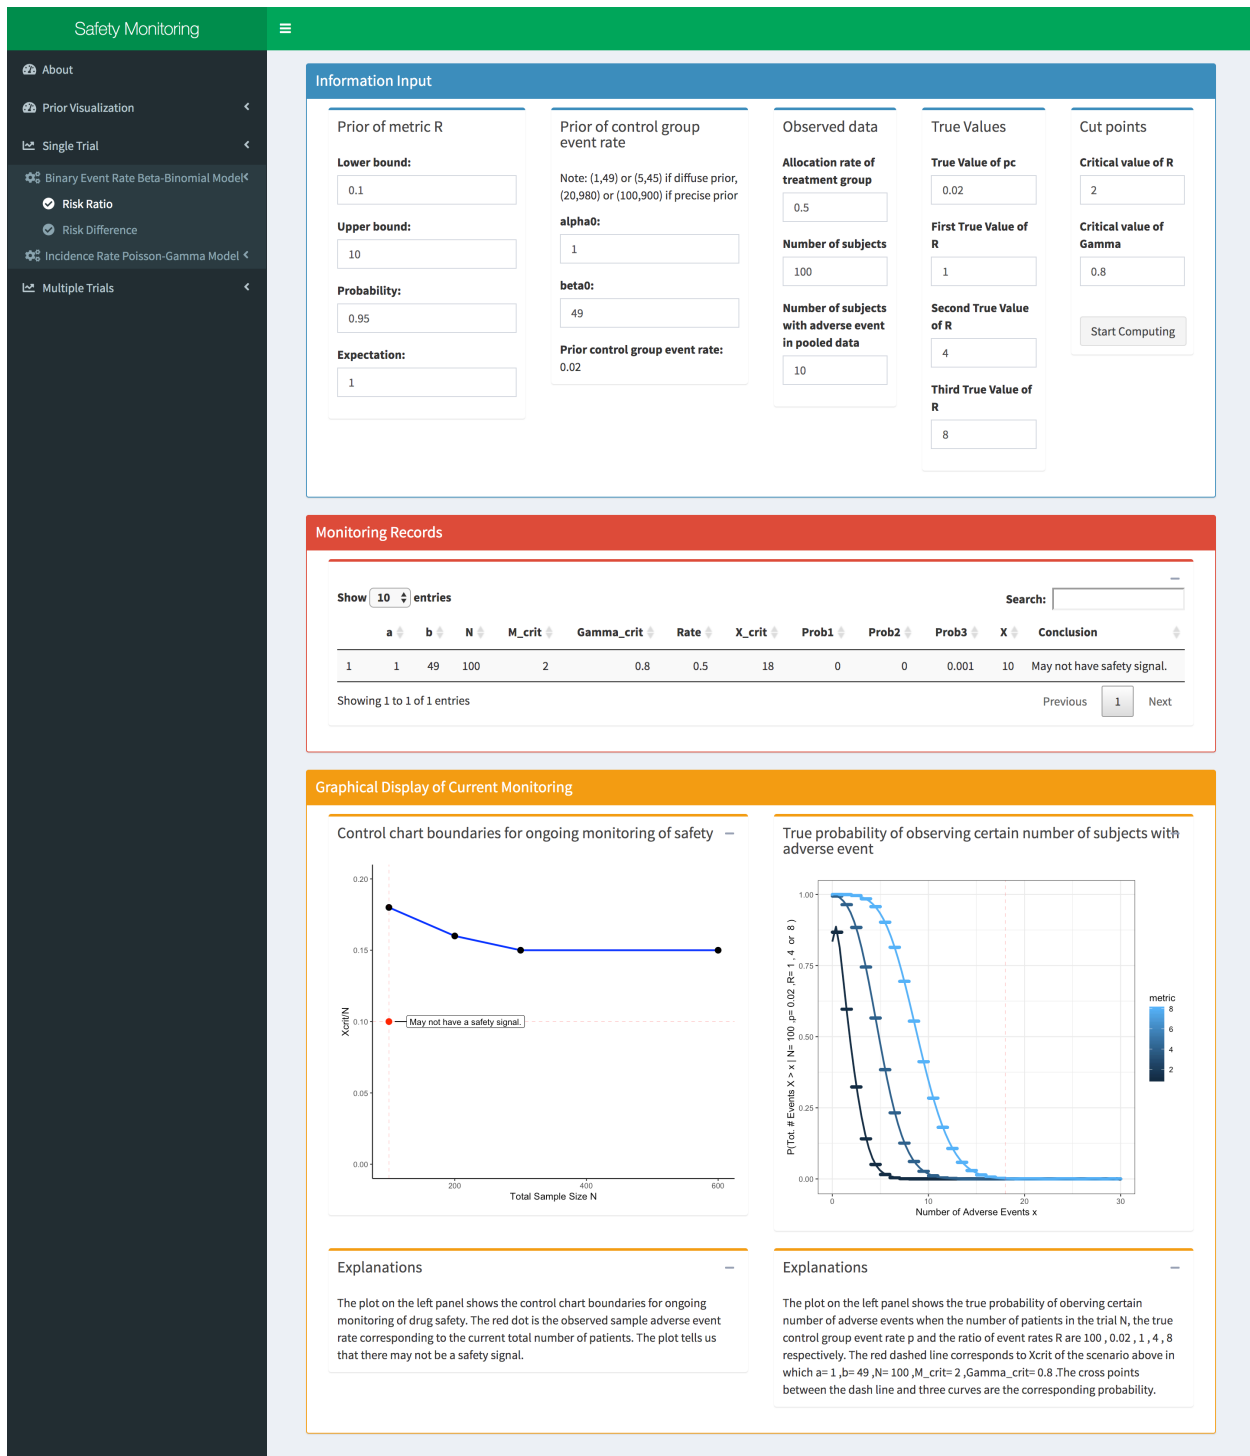 Safety Monitoring
About
Prior Visualization
Single Trial
Binary Event Rate Beta-Binomial Model
Risk Ratio
Risk Difference
Incidence Rate Poisson-Gamma Model
Multiple Trials
Information Input
Prior of metric R
Lower bound:
0.1
Upper bound:
10
Probability:
0.95
Expectation:
1
Prior of control group
event rate
Note: (1,49) or (5,45) if diffuse prior,
(20,980) or (100,900) if precise prior
alpha0:
1
beta0:
49
Prior control group event rate:
0.02
Observed data
Allocation rate of
treatment group
0.5
Number of subjects
100
Number of subjects
with adverse event
in pooled data
10
True Values
True Value of pc
0.02
First True Value of
R
1
Second True Value
of R
4
Third True Value of
R
8
Cut points
Critical value of R
2
Critical value of
Gamma
0.8
Start Computing
Monitoring Records
Show 10 entries
Search:
a b N M_crit Gamma_crit Rate X_crit Prob1 Prob2 Prob3 X Conclusion
1 1 49 100 2 0.8 0.5 18 0 0 0.001 10 May not have safety signal.
Showing 1 to 1 of 1 entries
Previous 1 Next
Graphical Display of Current Monitoring
Control chart boundaries for ongoing monitoring of safety
Xcrit/N
0.20
0.15
0.10
0.05
0.00
May not have a safety signal.
200 400 600
Total Sample Size N
True probability of observing certain number of subjects with
adverse event
P(Tot. # Events X > x | N= 100 ,p= 0.02 ,R= 1 , 4 or 8 )
1.00
0.75
0.50
0.25
0.00
0 10 20 30
Number of Adverse Events x
metric
8
6
4
2
Explanations
The plot on the left panel shows the control chart boundaries for ongoing
monitoring of drug safety. The red dot is the observed sample adverse event
rate corresponding to the current total number of patients. The plot tells us
that there may not be a safety signal.
Explanations
The plot on the left panel shows the true probability of oberving certain
number of adverse events when the number of patients in the trial N, the true
control group event rate p and the ratio of event rates R are 100 , 0.02 , 1 , 4 , 8
respectively. The red dashed line corresponds to Xcrit of the scenario above in
which a= 1 ,b= 49 ,N= 100 ,M_crit= 2 ,Gamma_crit= 0.8 .The cross points
between the dash line and three curves are the corresponding probability.